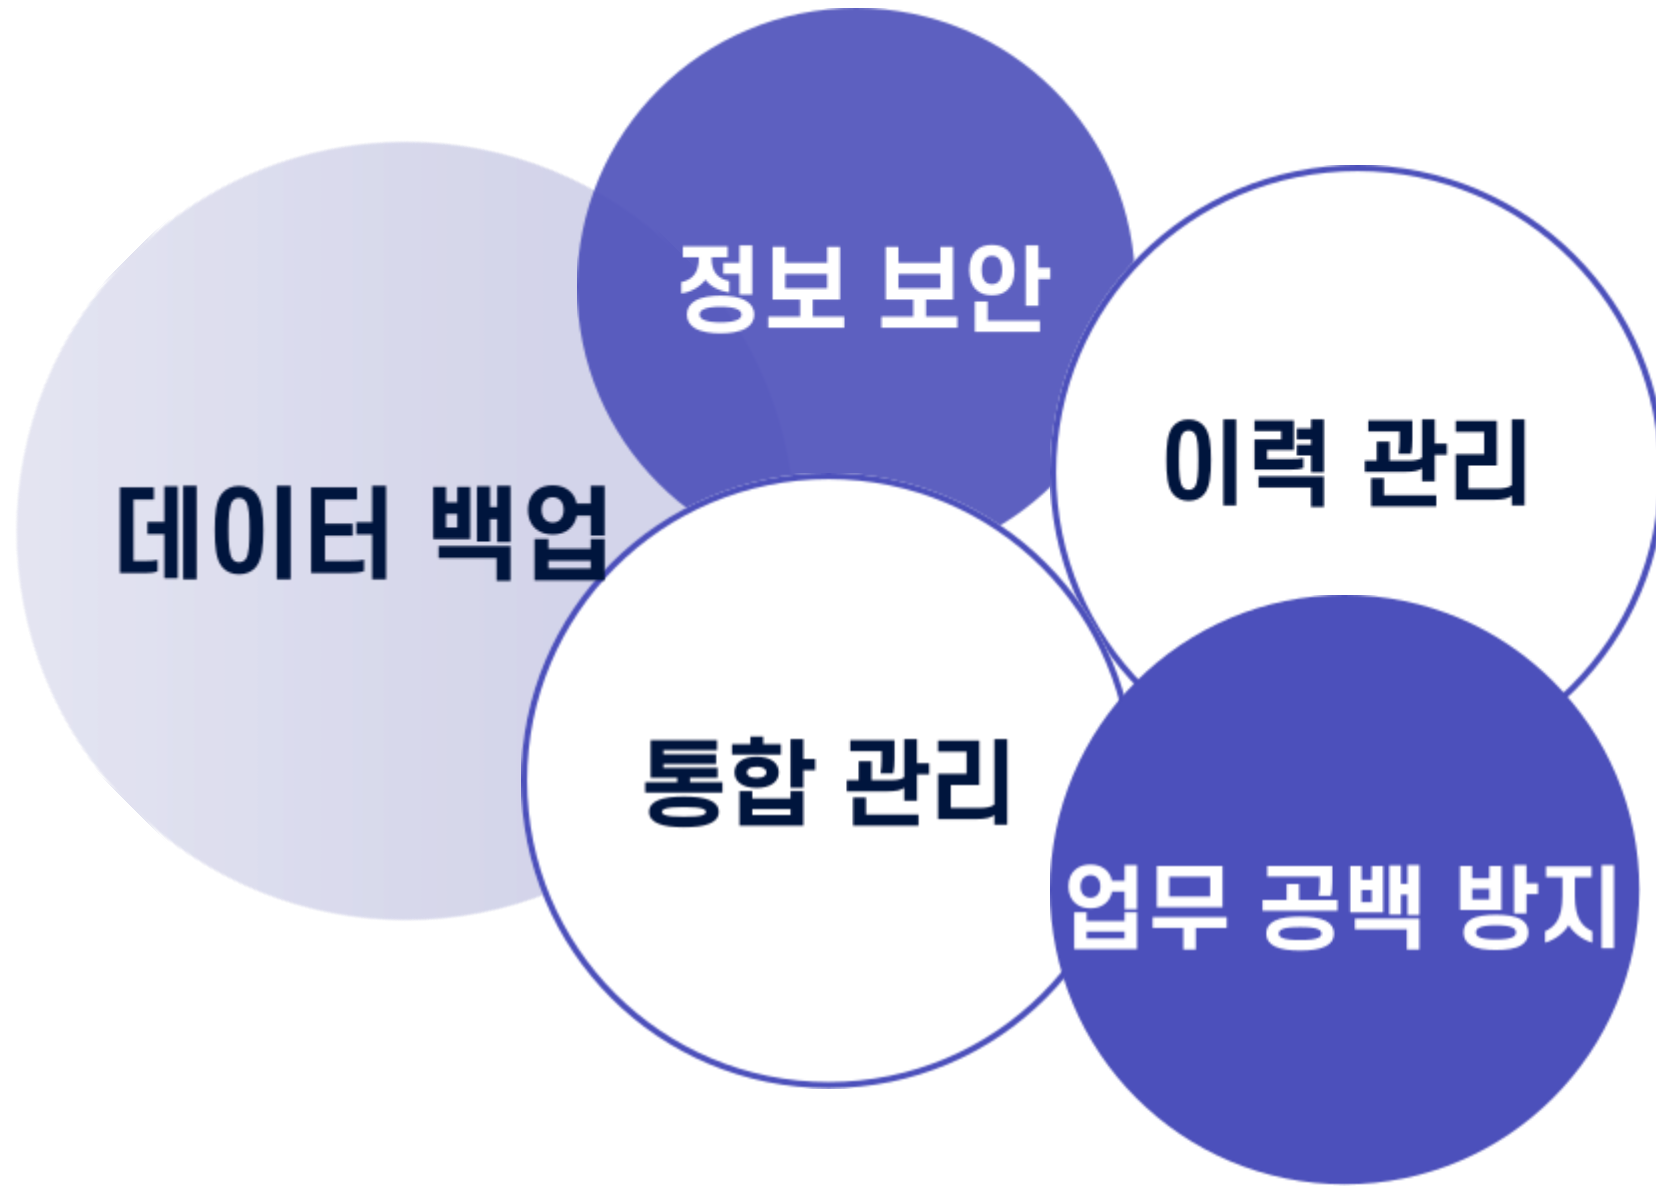 정보 보안
이력 관리
데이터 백업
통합 관리
업무 공백 방지